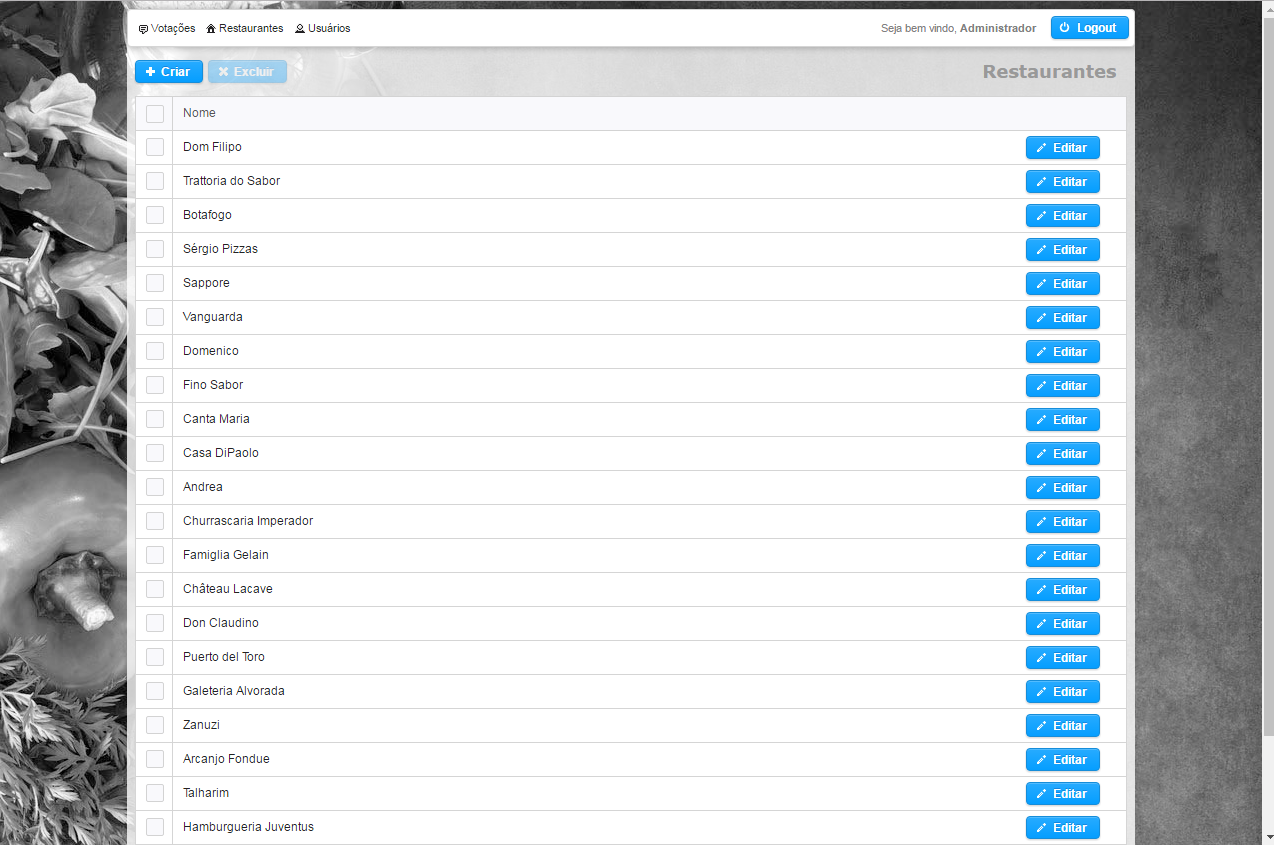 Votações Restaurantes Usuários Seja bem vindo, Administrador Logout
Criar Excluir Restaurantes
Nome
Dom Filipo Editar
Trattoria do Sabor Editar
Botafogo Editar
Sérgio Pizzas Editar
Sappore Editar
Vanguarda Editar
Domenico Editar
Fino Sabor Editar
Canta Maria Editar
Casa DiPaolo Editar
Andrea Editar
Churrascaria Imperador Editar
Famiglia Gelain Editar
Château Lacave Editar
Don Claudino Editar
Puerto del Toro Editar
Galeteria Alvorada Editar
Zanuzi Editar
Arcanjo Fondue Editar
Talharim Editar
Hamburgueria Juventus Editar